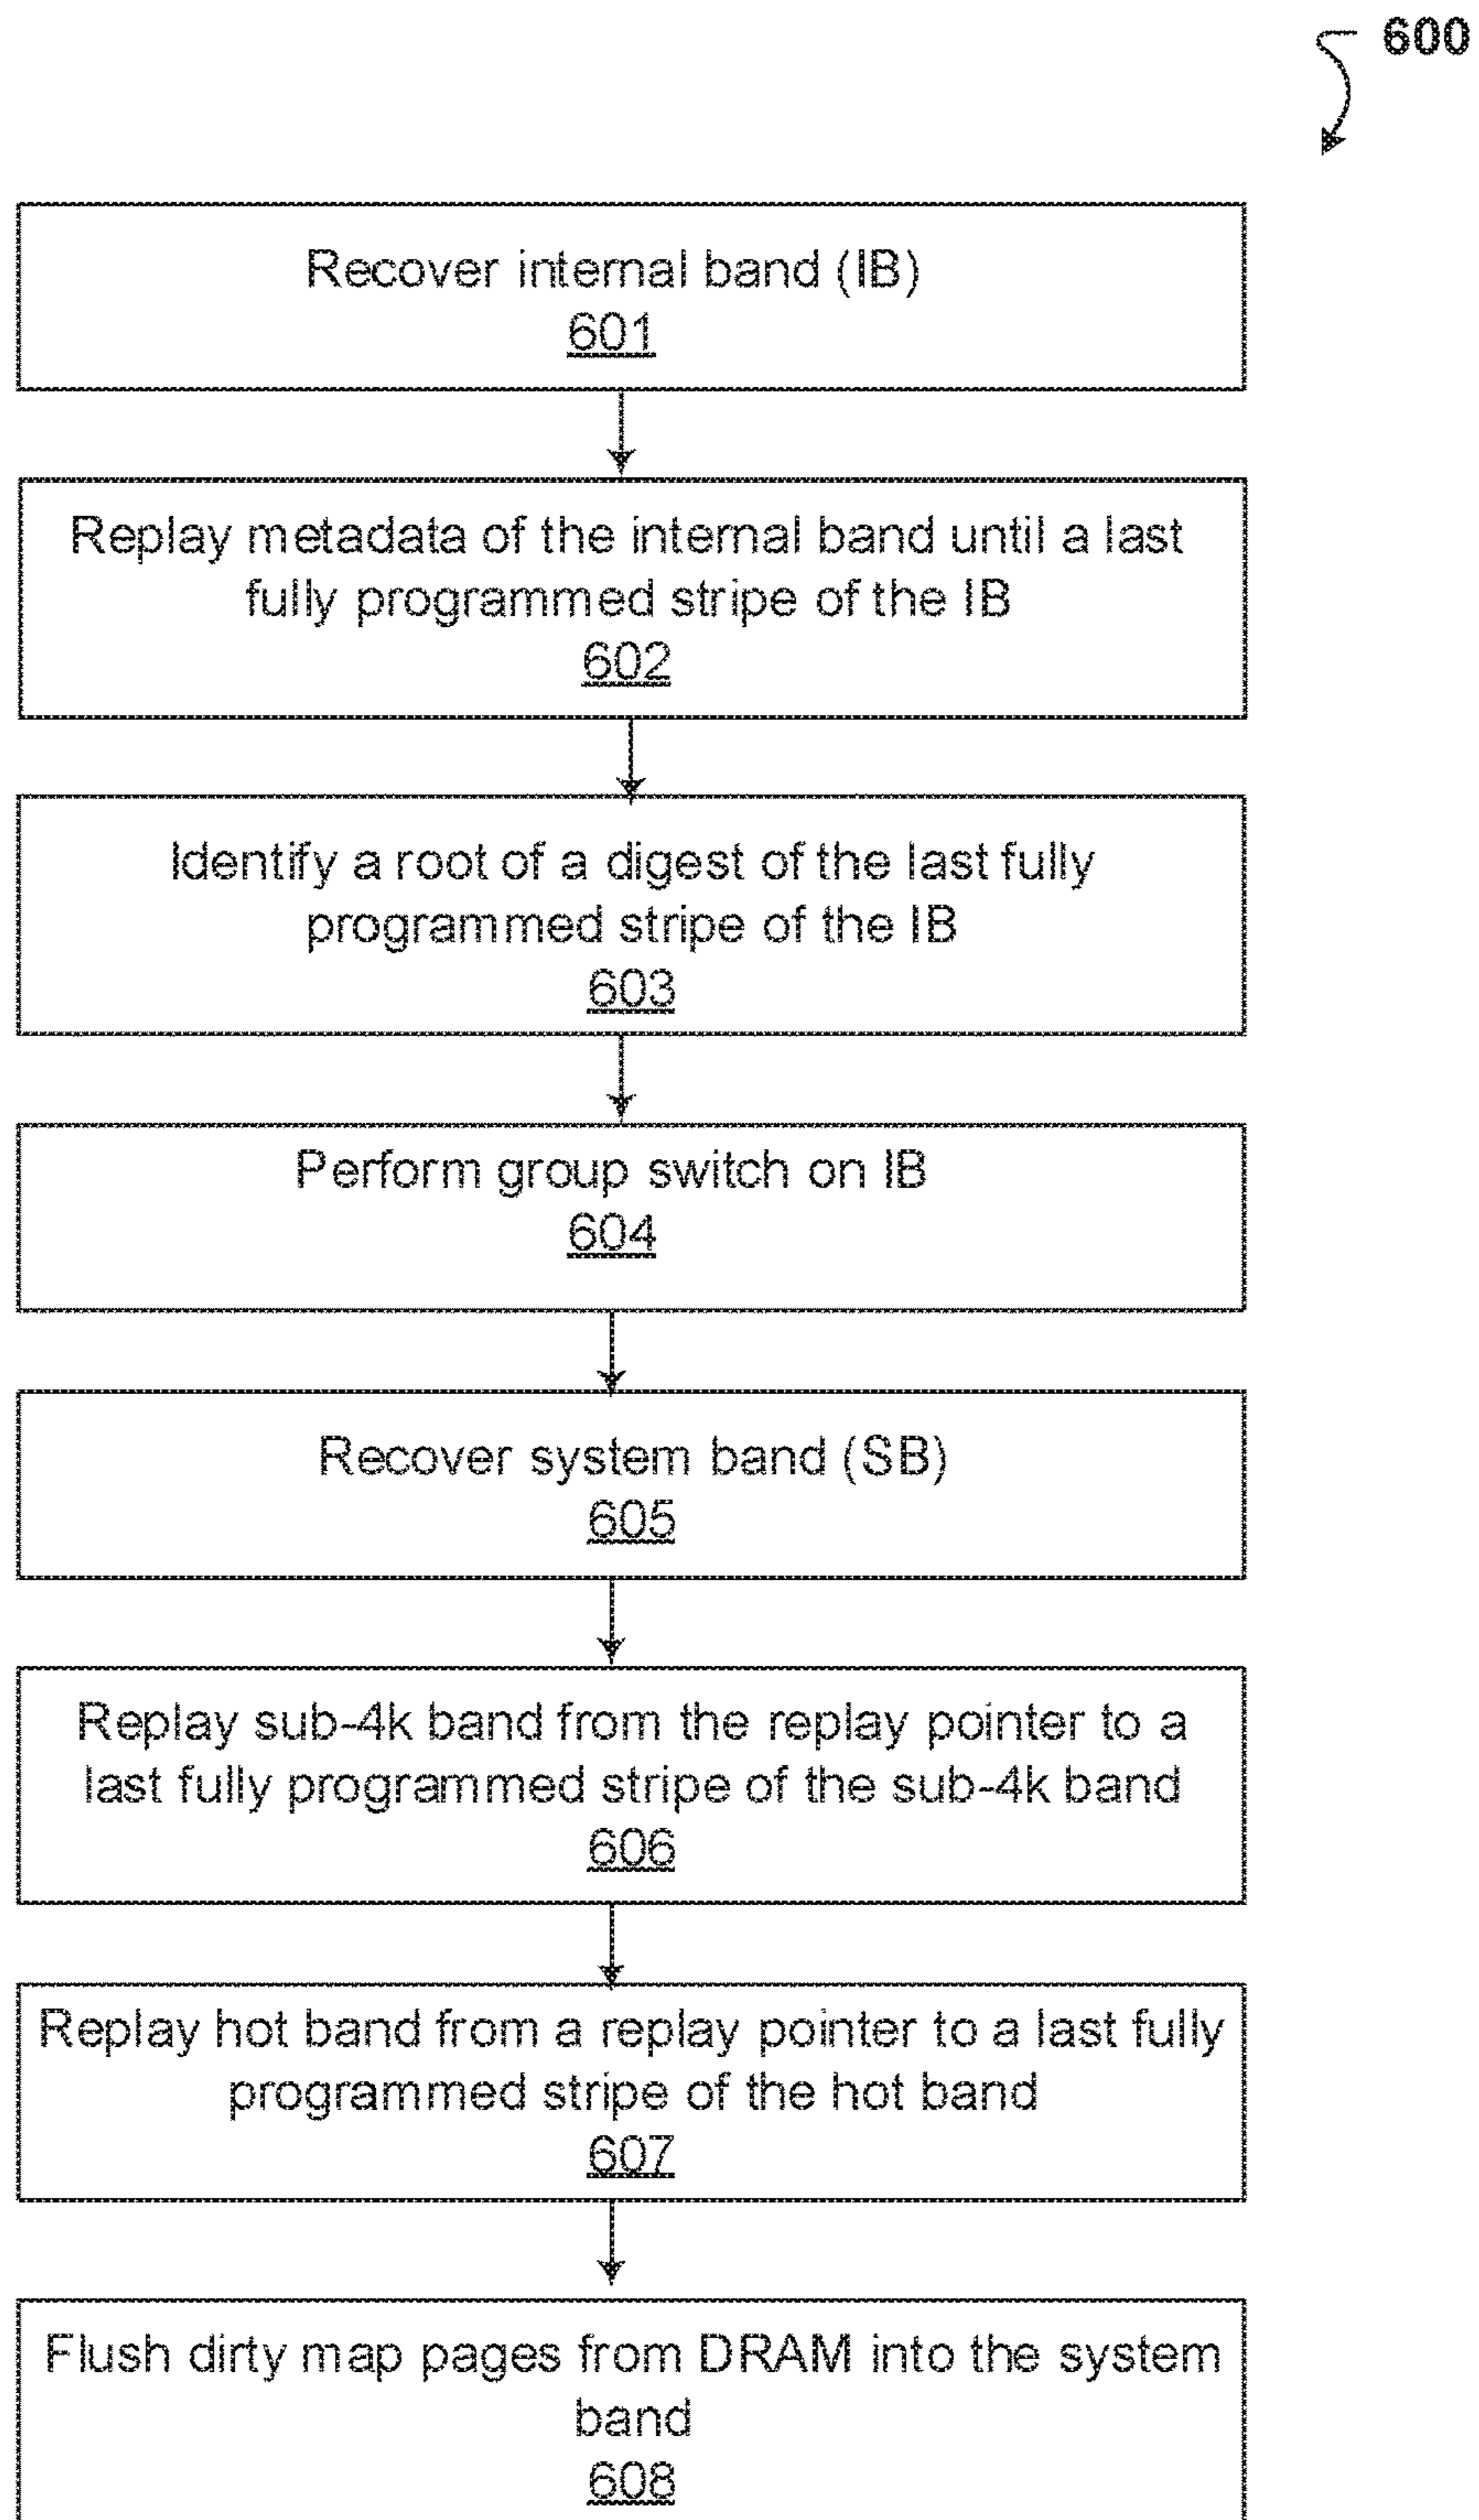 600
Recover internal band (IB)
601
Replay metadata of the internal band until a last
fully programmed stripe of the IB
602
Identify a root of a digest of the last fully
programmed stripe of the IB
603
Perform group switch on IB
604
Recover system band (SB)
605
Replay sub-4k band from the replay pointer to a
last fully programmed stripe of the sub-4k band
606
Replay hot band from a replay pointer to a last fully
programmed stripe of the hot band
607
Flush dirty map pages from DRAM into the system
band
608